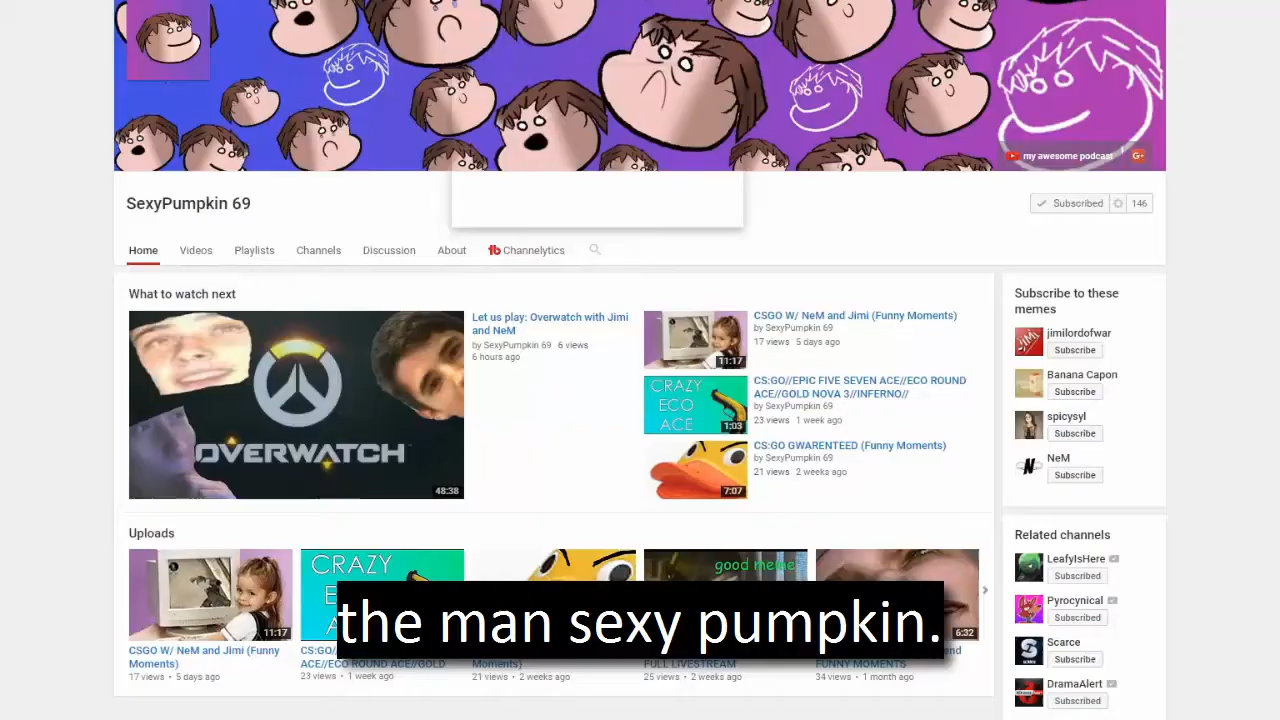 my awesome podcast
SexyPumpkin 69
Subscribed 146
Home Videos Playlists Channels Discussion About Channelytics
What to watch next
OVERWATCH
48:38
Let us play: Overwatch with Jimi
and NeM
by SexyPumpkin 69 6 views
6 hours ago
11:17
CSGO W/ NeM and Jimi (Funny Moments)
by SexyPumpkin 69
17 views 5 days ago
CRAZY
ECO
ACE
1:03
CS:GO//EPIC FIVE SEVEN ACE//ECO ROUND
ACE//GOLD NOVA 3//INFERNO//
by SexyPumpkin 69
23 views 1 week ago
7:07
CS:GO GWARENTEED (Funny Moments)
by SexyPumpkin 69
21 views 2 weeks ago
Uploads
11:17
CSGO W/ NeM and Jimi (Funny
Moments)
17 views • 5 days ago
CRAZY
ACE//ECO ROUND ACE//GOLD
23 views • 1 week ago
Moments)
21 views • 2 weeks ago
good meme
FULL LIVESTREAM
25 views • 2 weeks ago
6:32
FUNNY MOMENTS
34 views • 1 month ago
the man sexy pumpkin.
Subscribe to these
memes
jimilordofwar
Subscribe
JIMI
Banana Capon
Subscribe
spicysyl
Subscribe
NeM
Subscribe
N
Related channels
LeafyIsHere
Subscribed
Pyrocynical
Subscribed
Scarce
Subscribe
DramaAlert
Subscribed